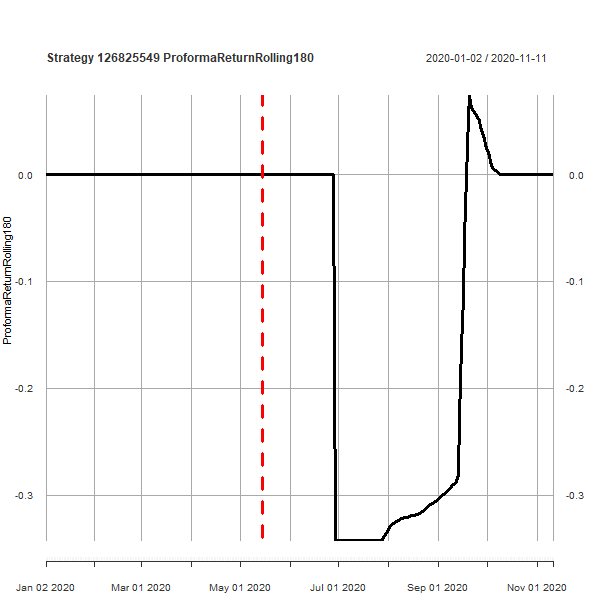 Strategy 126825549 ProformaReturnRolling180
2020-01-02 / 2020-11-11
ProformaReturnRolling180
0.0
-0.1
-0.2
-0.3
0.0
-0.1
-0.2
-0.3
Jan 02 2020
Mar 01 2020
May 01 2020
Jul 01 2020
Sep 01 2020
Nov 01 2020